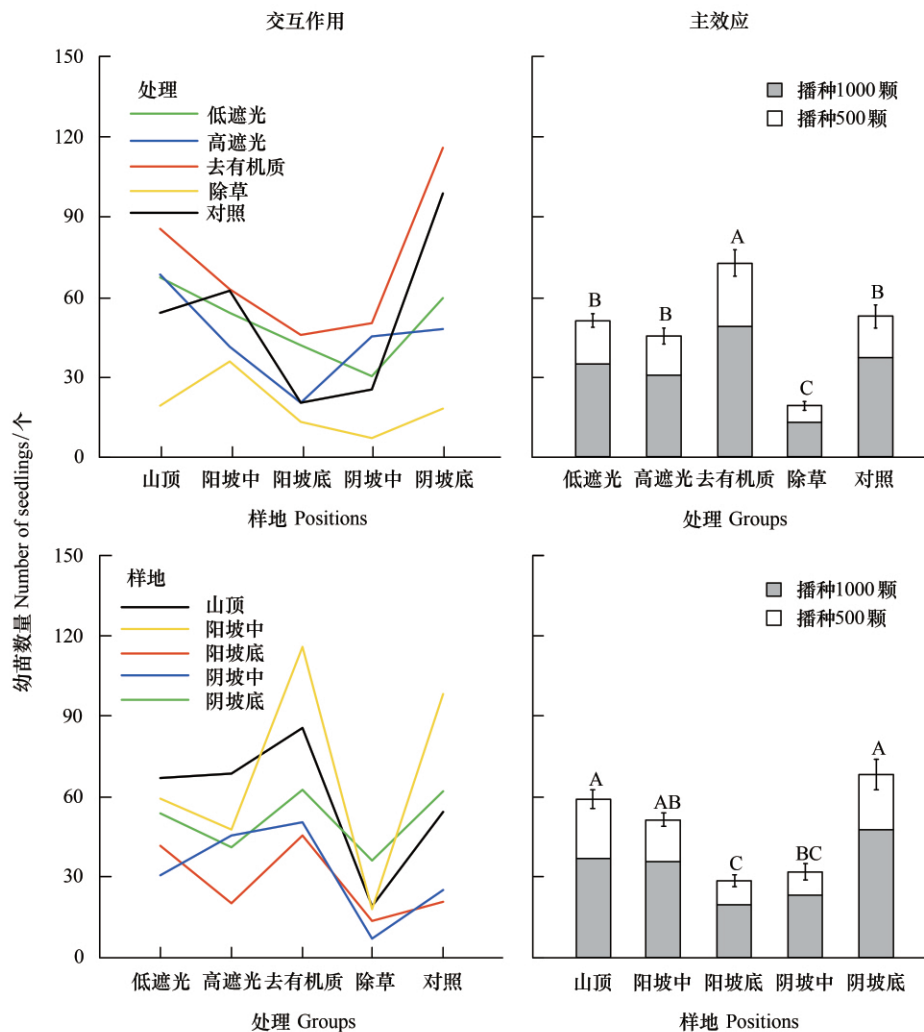 交互作用
主效应
幼苗数量 Number of seedlings/个
150
120
90
60
30
0
处理
低遮光
高遮光
去有机质
除草
对照
山顶 阳坡中 阳坡底 阴坡中 阴坡底
样地 Positions
播种1000颗
播种500颗
B B A C B
低遮光 高遮光 去有机质 除草 对照
处理 Groups
150
120
90
60
30
0
样地
山顶
阳坡中
阳坡底
阴坡中
阴坡底
低遮光 高遮光 去有机质 除草 对照
处理 Groups
播种1000颗
播种500颗
A AB C BC A
山顶 阳坡中 阳坡底 阴坡中 阴坡底
样地 Positions